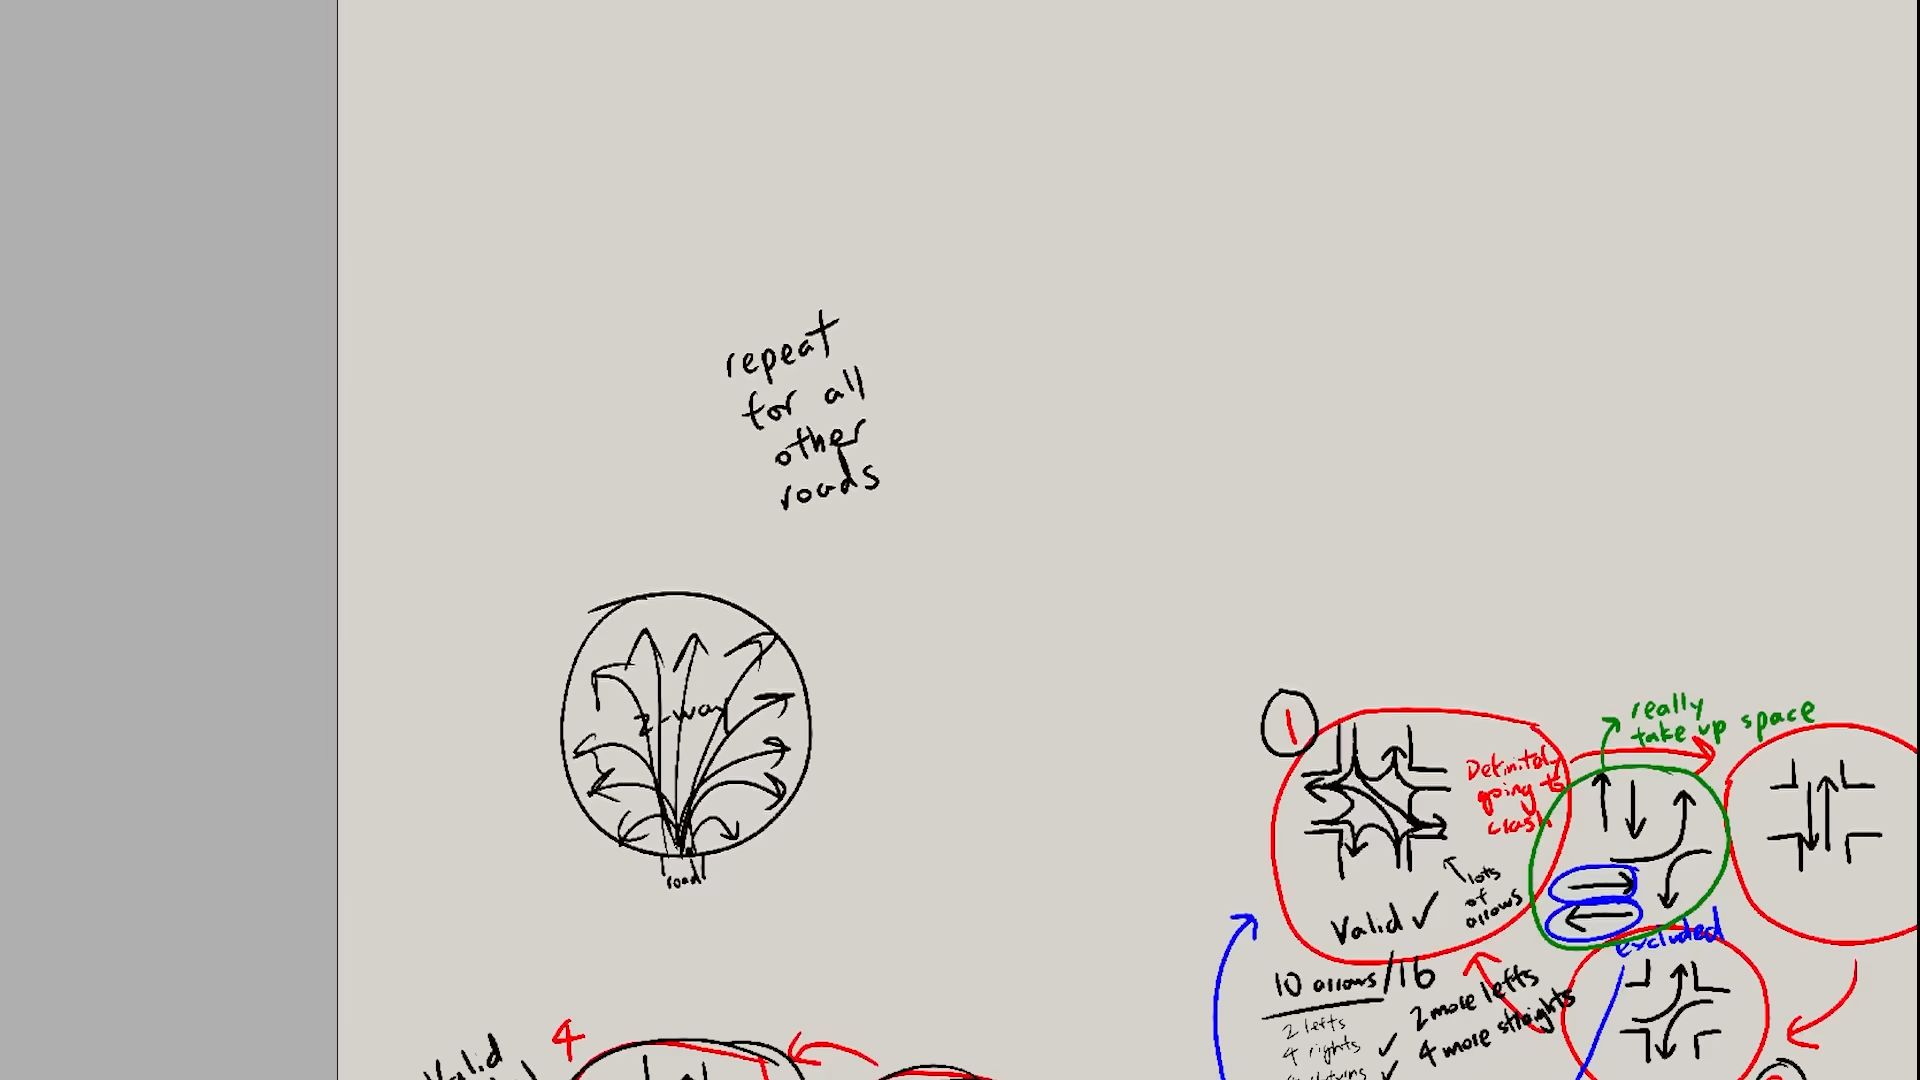 repeat
for all
other
roads
2-way
road
1
Definitely
going to
clash
lots
of
arrows
Valid ✓
really
take up space
excluded
10 arrows/16
2 lefts
4 rights ✓
2 more lefts
4 more straights
4
Valid